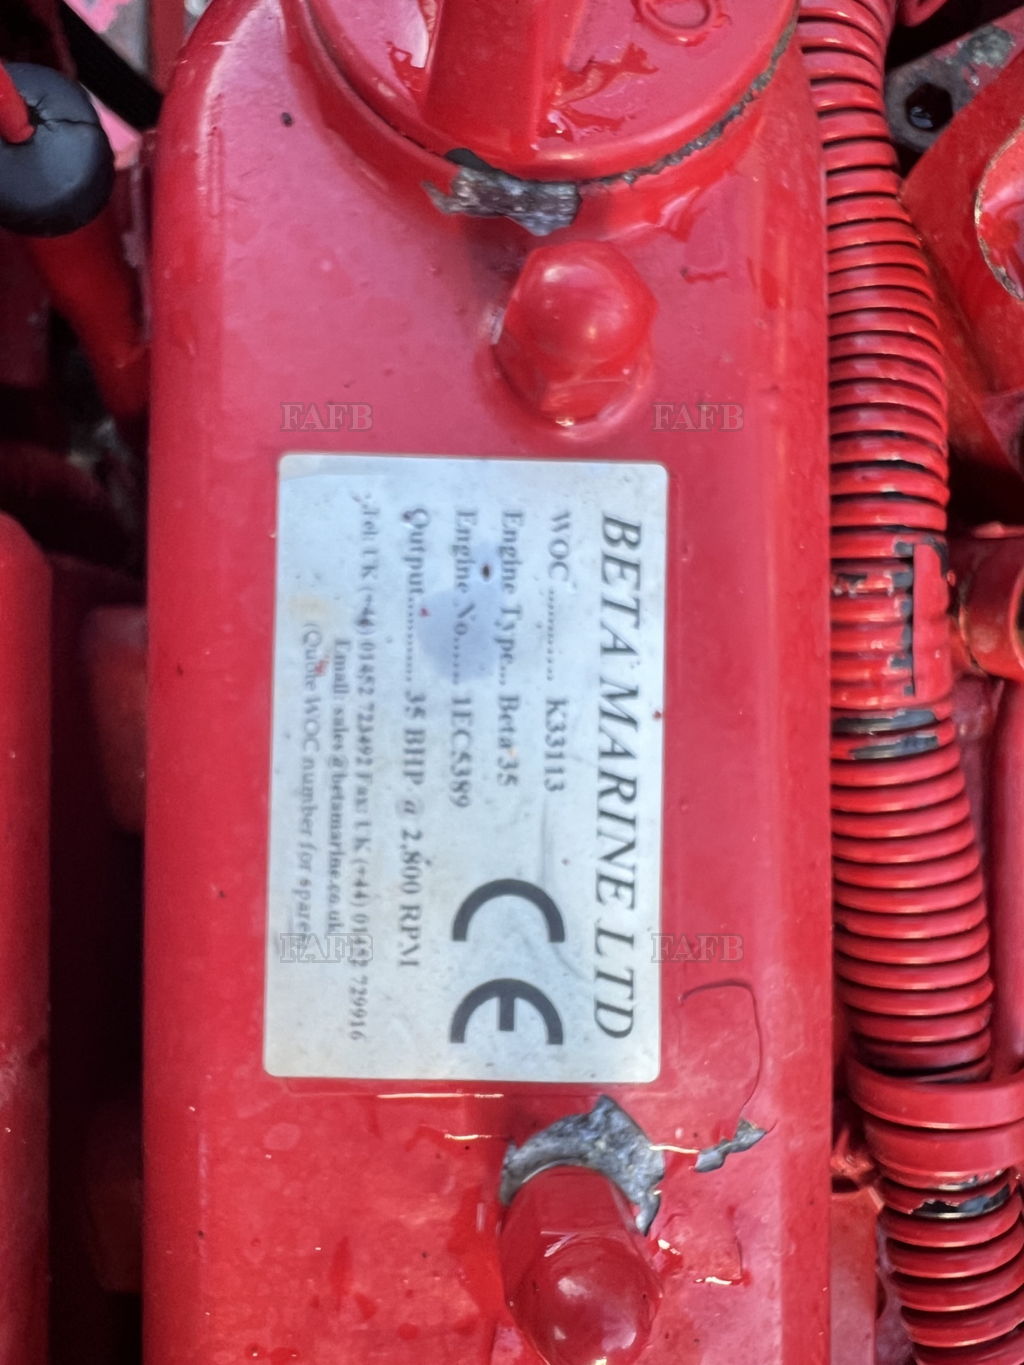 BETA MARINE LTD
WOC ............ K33113
Engine Type... Beta 35
Engine No....... 1EC5389
Output............. 35 BHP @ 2,800 RPM
Tel: UK (+44) 01452 723492 Fax: UK (+44) 01452 729916
Email: sales@betamarine.co.uk
(Quote WOC number for spares)
CE
FAFB FAFB
FAFB FAFB